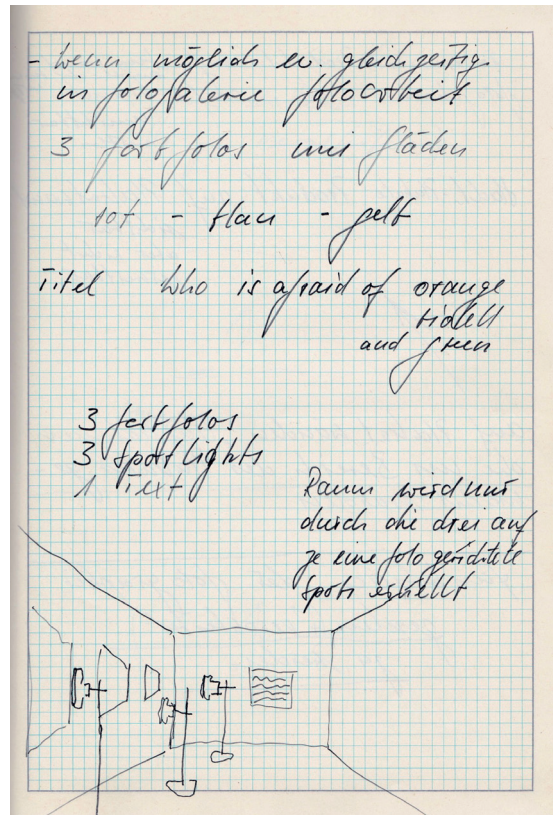 - wenn möglich ev. gleichzeitig
in fotogalerie fotoarbeit
3 farbfotos mit flächen
rot - blau - gelb
Titel who is afraid of orange
violett
and green
3 farbfotos
3 Sportlights
1 Text
Raum wird nur
durch die drei auf
je eine foto gerichtete
spots erhellt